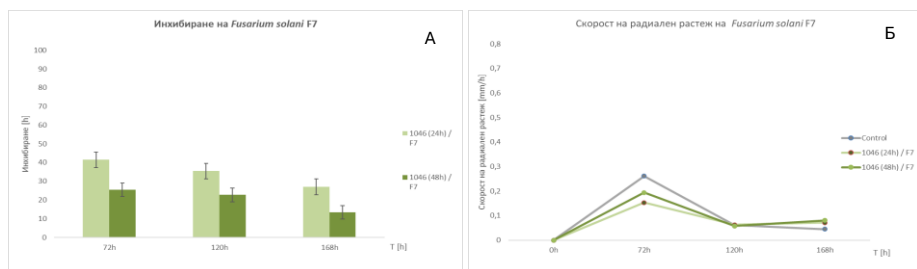 Инхибиране на Fusarium solani F7
А
100
90
80
70
60
50
40
30
20
10
0
Инхибиране [h]
72h
120h
168h
T [h]
1046 (24h) /
F7
1046 (48h) /
F7
Скорост на радиален растеж на Fusarium solani F7
Б
0,8
0,7
0,6
0,5
0,4
0,3
0,2
0,1
0
Скорост на радиален растеж [mm/h]
0h
72h
120h
168h
T [h]
Control
1046 (24h) / F7
1046 (48h) / F7